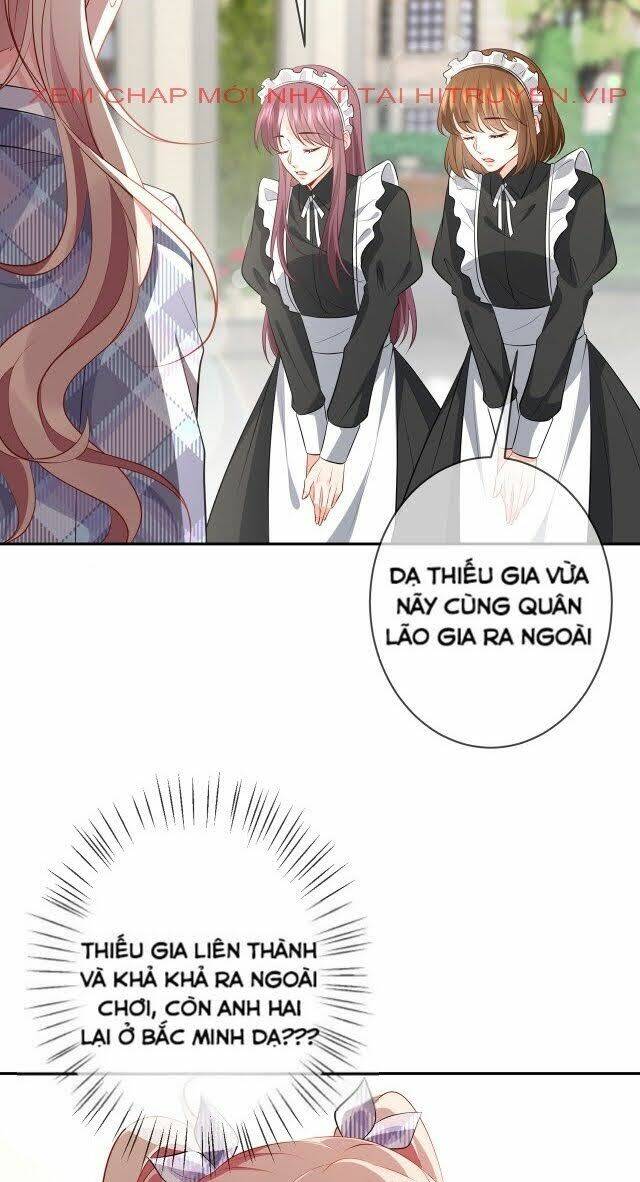 XEM CHAP MỚI NHẤT TẠI HITRUYEN.VIP
DẠ THIẾU GIA VỪA
NÃY CÙNG QUÂN
LÃO GIA RA NGOÀI
THIẾU GIA LIÊN THÀNH
VÀ KHẢ KHẢ RA NGOÀI
CHƠI, CÒN ANH HAI
LẠI Ở BẮC MINH DẠ???